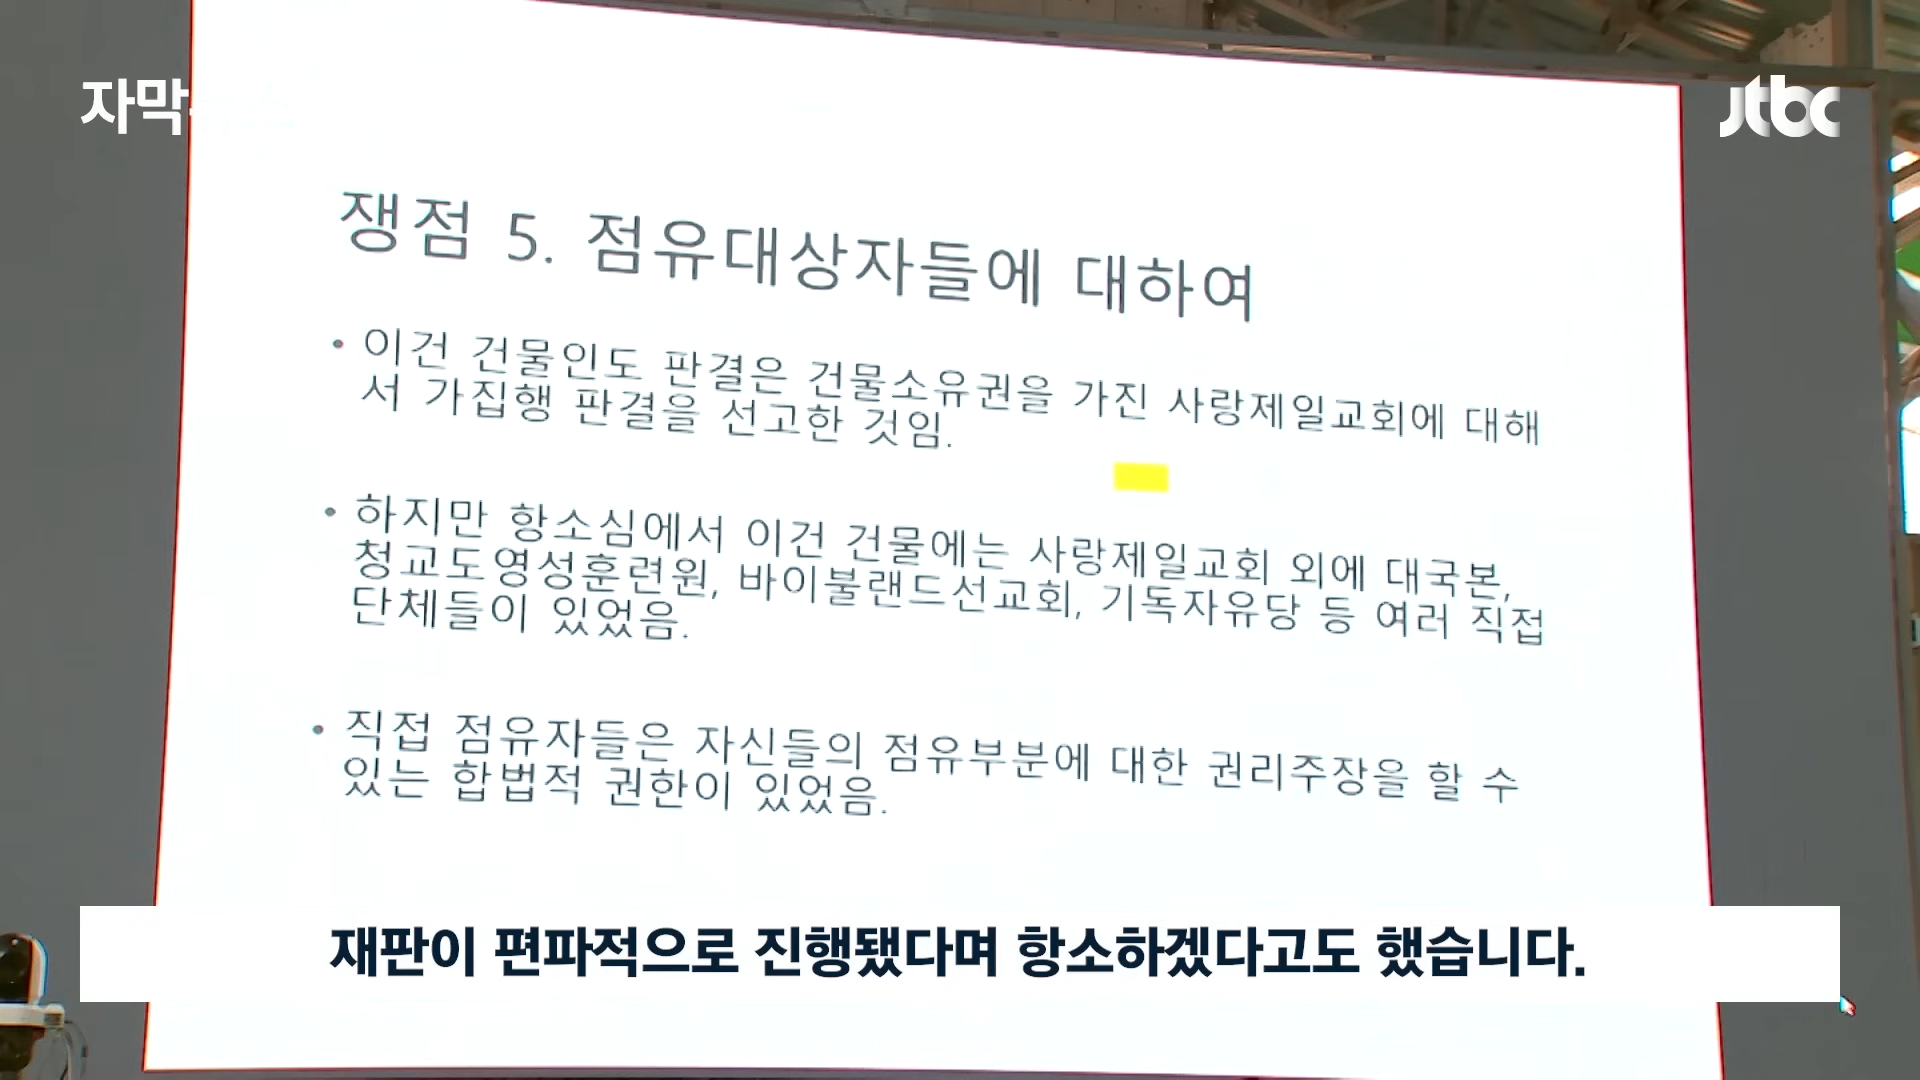 자막
jtbc
쟁점 5. 점유대상자들에 대하여
• 이건 건물인도 판결은 건물소유권을 가진 사랑제일교회에 대해
서 가집행 판결을 선고한 것임.
• 하지만 항소심에서 이건 건물에는 사랑제일교회 외에 대국본,
청교도영성훈련원, 바이블랜드선교회, 기독자유당 등 여러 직접
단체들이 있었음.
• 직접 점유자들은 자신들의 점유부분에 대한 권리주장을 할 수
있는 합법적 권한이 있었음.
재판이 편파적으로 진행됐다며 항소하겠다고도 했습니다.